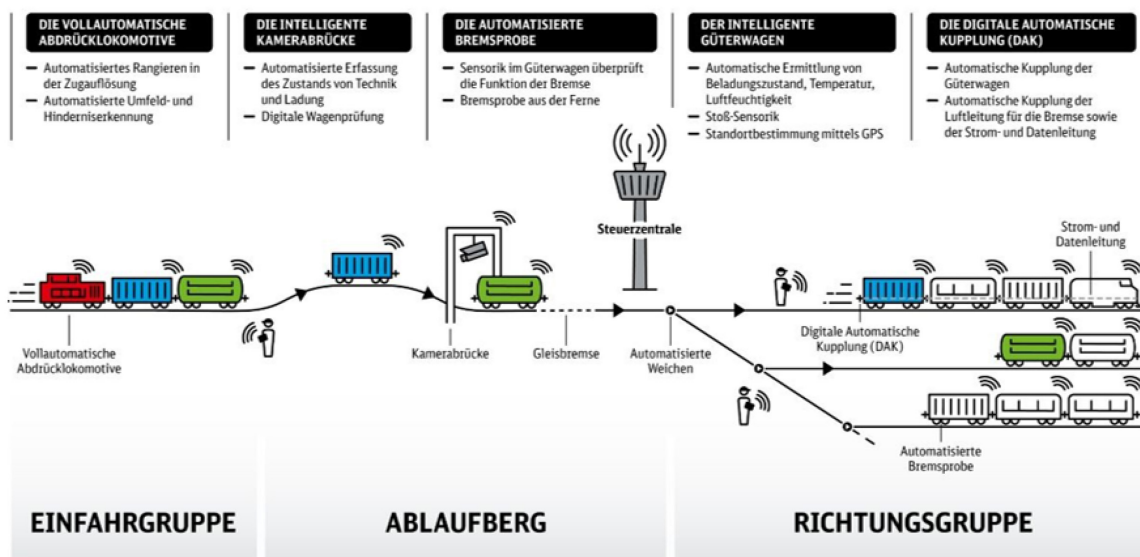 DIE VOLLAUTOMATISCHE
ABDRÜCKLOKOMOTIVE
— Automatisiertes Rangieren in
der Zugauflösung
— Automatisierte Umfeld- und
Hinderniserkennung
DIE INTELLIGENTE
KAMERABRÜCKE
— Automatisierte Erfassung
des Zustands von Technik
und Ladung
— Digitale Wagenprüfung
DIE AUTOMATISIERTE
BREMSPROBE
— Sensorik im Güterwagen überprüft
die Funktion der Bremse
— Bremsprobe aus der Ferne
DER INTELLIGENTE
GÜTERWAGEN
— Automatische Ermittlung von
Beladungszustand, Temperatur,
Luftfeuchtigkeit
— Stoß-Sensorik
— Standortbestimmung mittels GPS
DIE DIGITALE AUTOMATISCHE
KUPPLUNG (DAK)
— Automatische Kupplung der
Güterwagen
— Automatische Kupplung der
Luftleitung für die Bremse sowie
der Strom- und Datenleitung
Steuerzentrale
Strom- und
Datenleitung
Vollautomatische
Abdrücklokomotive
Kamerabrücke
Gleisbremse
Automatisierte
Weichen
Digitale Automatische
Kupplung (DAK)
Automatisierte
Bremsprobe
EINFAHRGRUPPE
ABLAUFBERG
RICHTUNGSGRUPPE